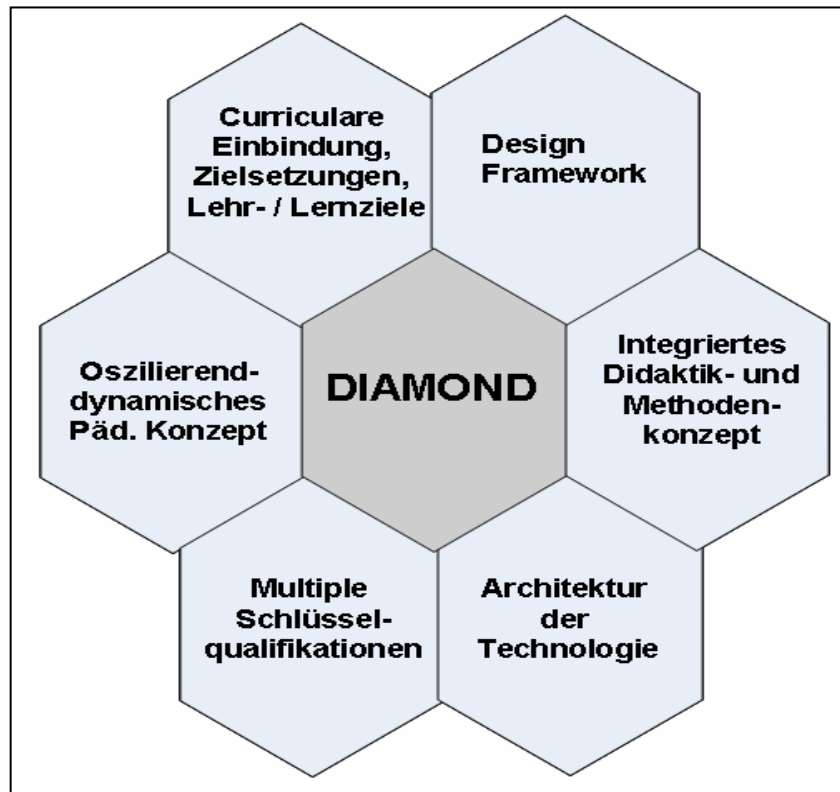 Curriculare
Einbindung,
Zielsetzungen,
Lehr- / Lernziele
Design
Framework
Oszilierend-
dynamisches
Päd. Konzept
DIAMOND
Integriertes
Didaktik- und
Methoden-
konzept
Multiple
Schlüssel-
qualifikationen
Architektur
der
Technologie